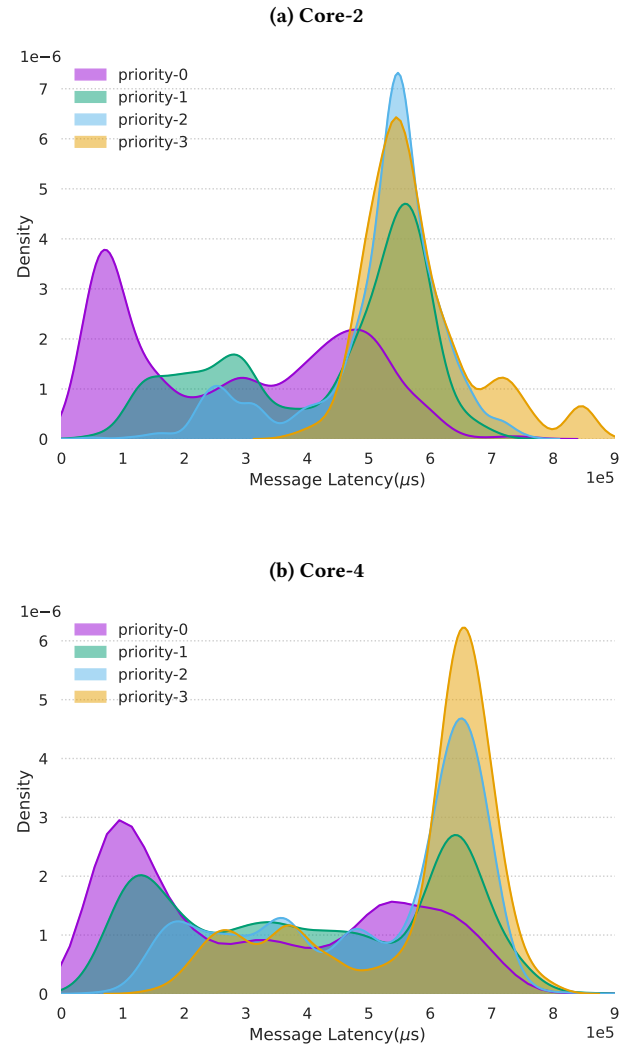 (a) Core-2
1e−6
priority-0
priority-1
priority-2
priority-3
7
6
5
4
3
2
1
0
Density
0 1 2 3 4 5 6 7 8 9
1e5
Message Latency(μs)
(b) Core-4
1e−6
priority-0
priority-1
priority-2
priority-3
6
5
4
3
2
1
0
Density
0 1 2 3 4 5 6 7 8 9
1e5
Message Latency(μs)